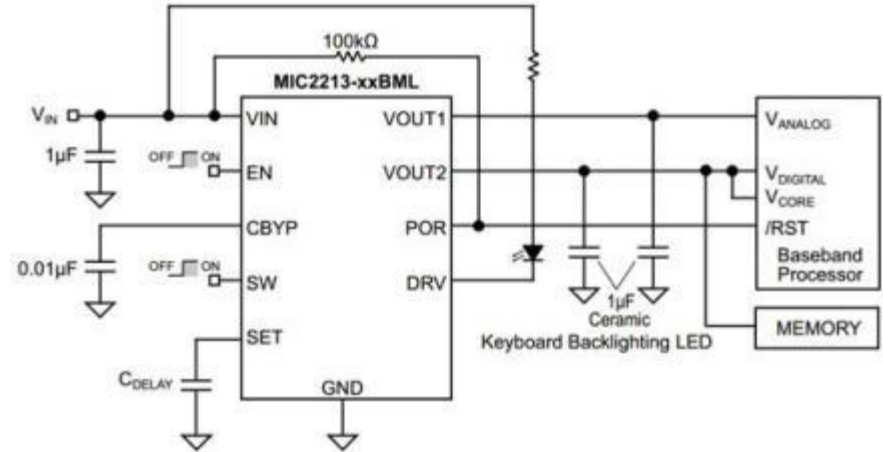 100kΩ
MIC2213-xxBML
VIN
VIN
VOUT1
VANALOG
1µF
OFF ON
EN
VOUT2
VDIGITAL
VCORE
CBYP
POR
/RST
0.01µF
OFF ON
SW
DRV
Baseband
Processor
1µF
Ceramic
Keyboard Backlighting LED
SET
MEMORY
CDELAY
GND